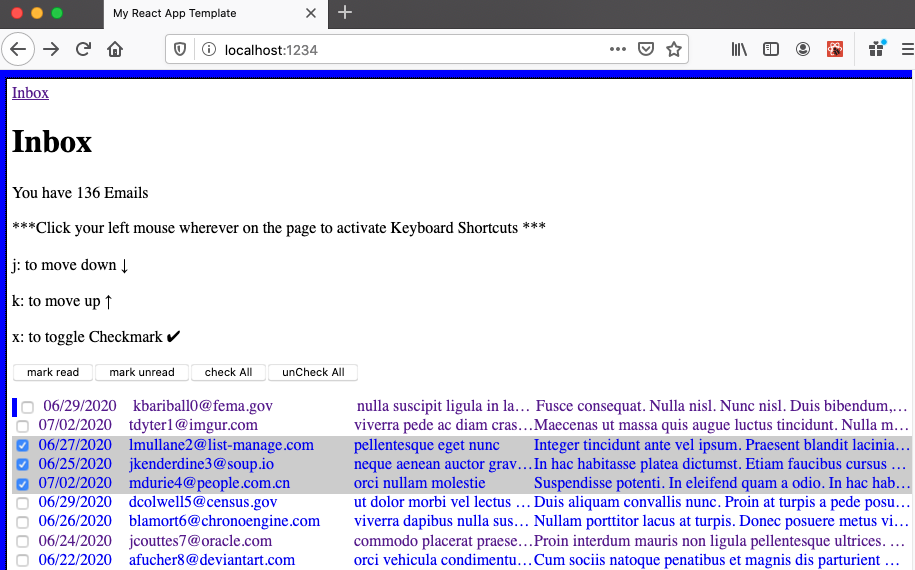 My React App Template
localhost:1234
Inbox
Inbox
You have 136 Emails
***Click your left mouse wherever on the page to activate Keyboard Shortcuts ***
j: to move down ↓
k: to move up ↑
x: to toggle Checkmark ✔
mark read mark unread check All unCheck All
06/29/2020 kbariball0@fema.gov nulla suscipit ligula in la… Fusce consequat. Nulla nisl. Nunc nisl. Duis bibendum,…
07/02/2020 tdyter1@imgur.com viverra pede ac diam cras… Maecenas ut massa quis augue luctus tincidunt. Nulla m…
06/27/2020 lmullane2@list-manage.com pellentesque eget nunc Integer tincidunt ante vel ipsum. Praesent blandit lacinia…
06/25/2020 jkenderdine3@soup.io neque aenean auctor grav… In hac habitasse platea dictumst. Etiam faucibus cursus …
07/02/2020 mdurie4@people.com.cn orci nullam molestie Suspendisse potenti. In eleifend quam a odio. In hac hab…
06/29/2020 dcolwell5@census.gov ut dolor morbi vel lectus … Duis aliquam convallis nunc. Proin at turpis a pede posu…
06/26/2020 blamort6@chronoengine.com viverra dapibus nulla sus… Nullam porttitor lacus at turpis. Donec posuere metus vi…
06/24/2020 jcouttes7@oracle.com commodo placerat praese… Proin interdum mauris non ligula pellentesque ultrices. …
06/22/2020 afucher8@deviantart.com orci vehicula condimentu… Cum sociis natoque penatibus et magnis dis parturient …